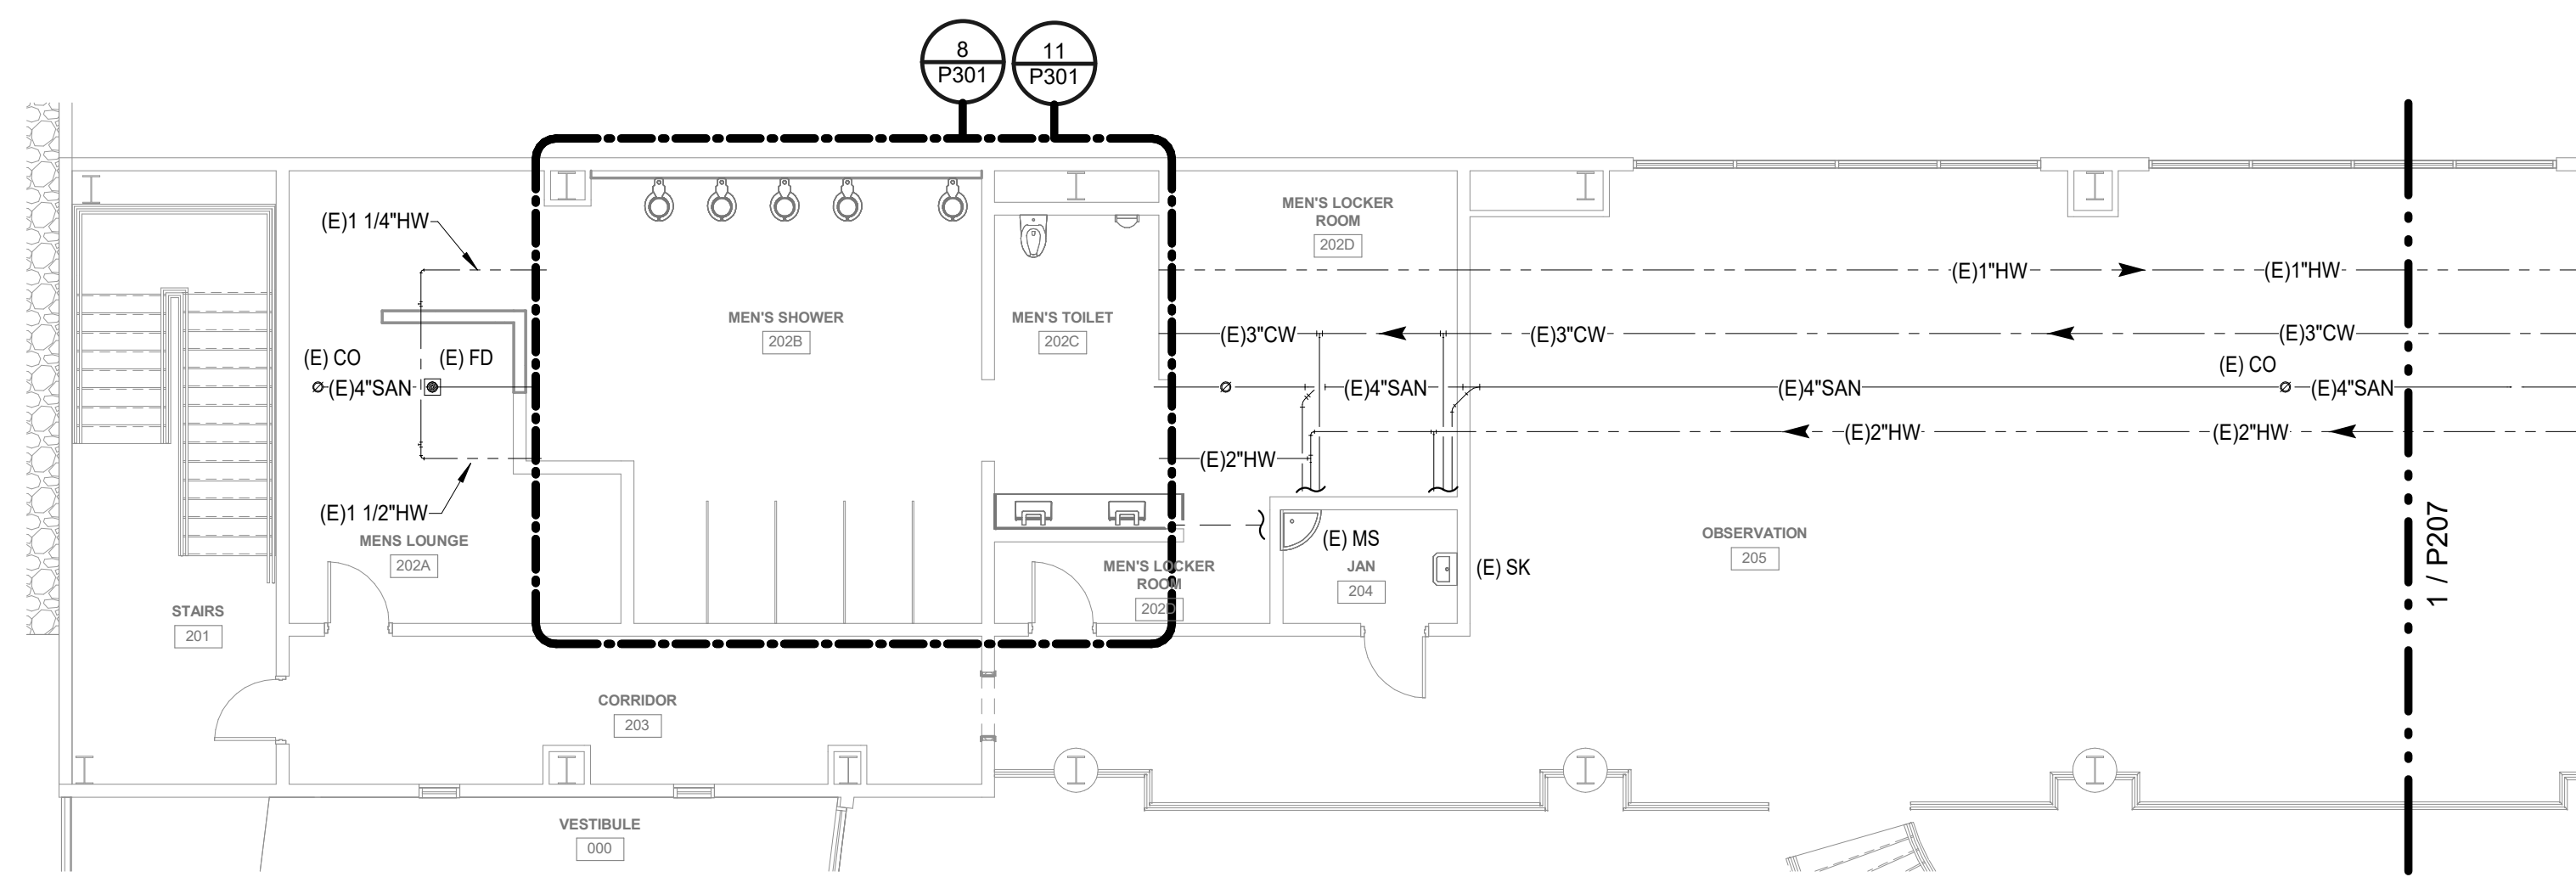 8
P301
11
P301
(E)1 1/4"HW
MEN'S LOCKER
ROOM
202D
(E)1"HW
(E)1"HW
MEN'S SHOWER
202B
MEN'S TOILET
202C
(E)3"CW
(E)3"CW
(E)3"CW
(E) CO
(E) FD
(E)4"SAN
(E)4"SAN
(E)4"SAN
(E) CO
(E)4"SAN
(E)2"HW
(E)2"HW
(E)2"HW
(E)1 1/2"HW
MENS LOUNGE
202A
(E) MS
JAN
204
(E) SK
OBSERVATION
205
1 / P207
MEN'S LOCKER
ROOM
202D
STAIRS
201
CORRIDOR
203
VESTIBULE
000